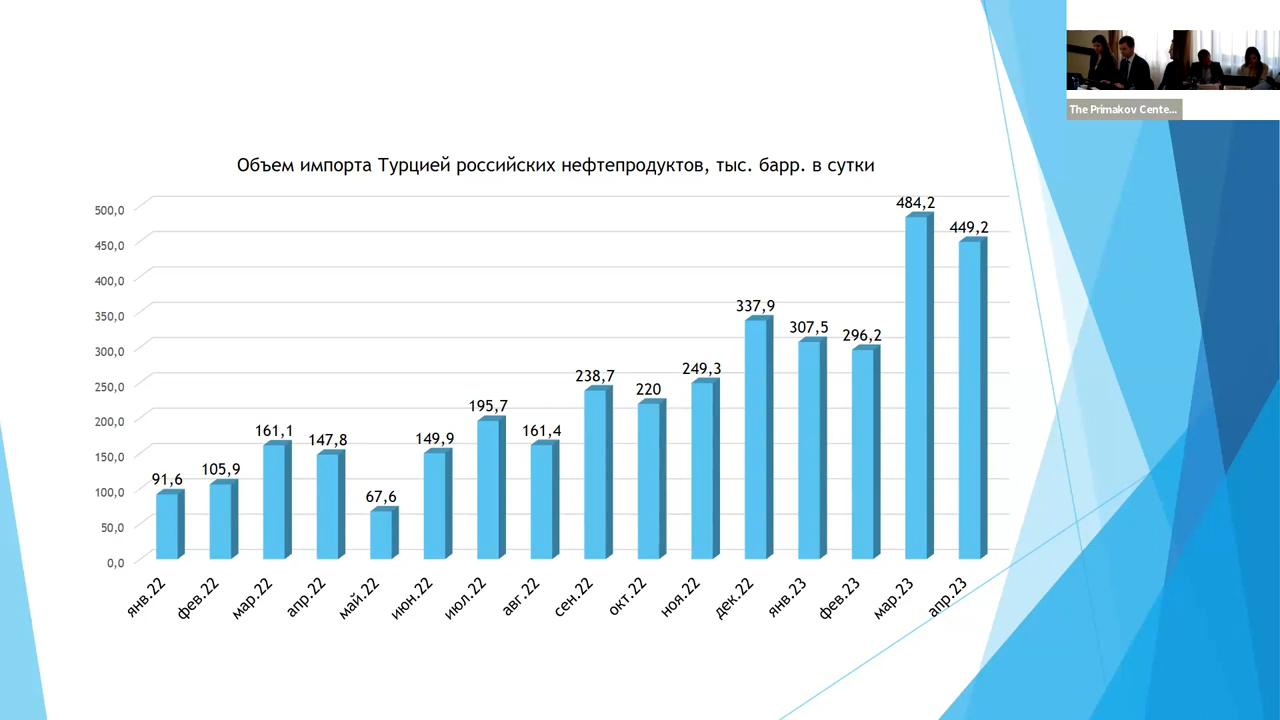 The Primakov Cente...
Объем импорта Турцией российских нефтепродуктов, тыс. барр. в сутки
500,0
450,0
400,0
350,0
300,0
250,0
200,0
150,0
100,0
50,0
0,0
91,6
105,9
161,1
147,8
67,6
149,9
195,7
161,4
238,7
220
249,3
337,9
307,5
296,2
484,2
449,2
янв.22
фев.22
мар.22
апр.22
май.22
июн.22
июл.22
авг.22
сен.22
окт.22
ноя.22
дек.22
янв.23
фев.23
мар.23
апр.23